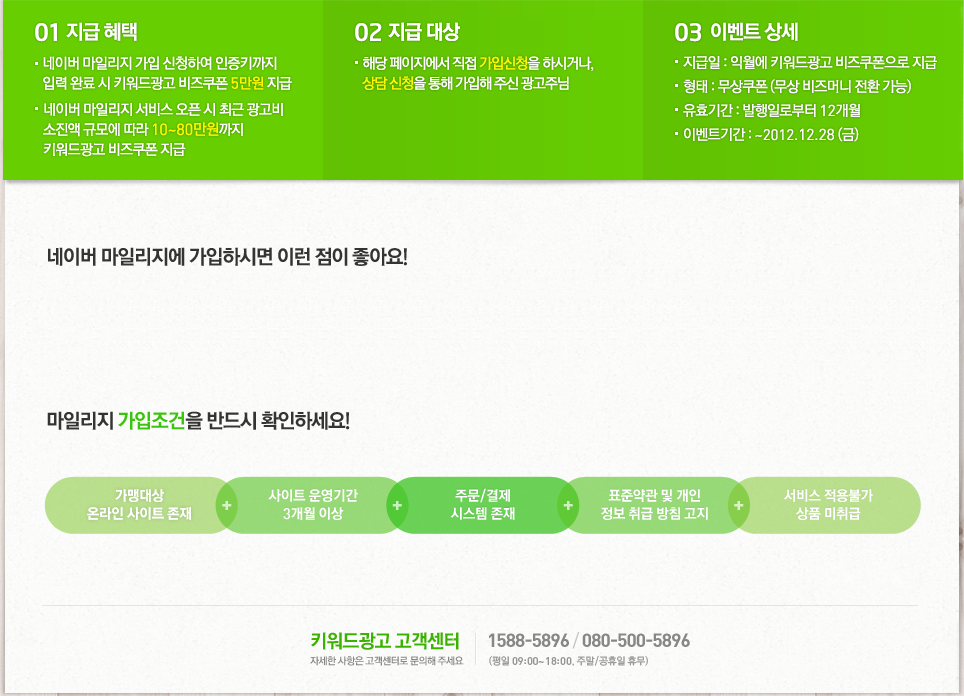 01 지급 혜택
· 네이버 마일리지 가입 신청하여 인증키까지
입력 완료 시 키워드광고 비즈쿠폰 5만원 지급
· 네이버 마일리지 서비스 오픈 시 최근 광고비
소진액 규모에 따라 10~80만원까지
키워드광고 비즈쿠폰 지급
02 지급 대상
· 해당 페이지에서 직접 가입신청을 하시거나,
상담 신청을 통해 가입해 주신 광고주님
03 이벤트 상세
· 지급일 : 익월에 키워드광고 비즈쿠폰으로 지급
· 형태 : 무상쿠폰 (무상 비즈머니 전환 가능)
· 유효기간 : 발행일로부터 12개월
· 이벤트기간 : ~2012.12.28 (금)
네이버 마일리지에 가입하시면 이런 점이 좋아요!
마일리지 가입조건을 반드시 확인하세요!
가맹대상
온라인 사이트 존재
+
사이트 운영기간
3개월 이상
+
주문/결제
시스템 존재
+
표준약관 및 개인
정보 취급 방침 고지
+
서비스 적용불가
상품 미취급
키워드광고 고객센터
자세한 사항은 고객센터로 문의해 주세요
1588-5896 / 080-500-5896
(평일 09:00~18:00, 주말/공휴일 휴무)